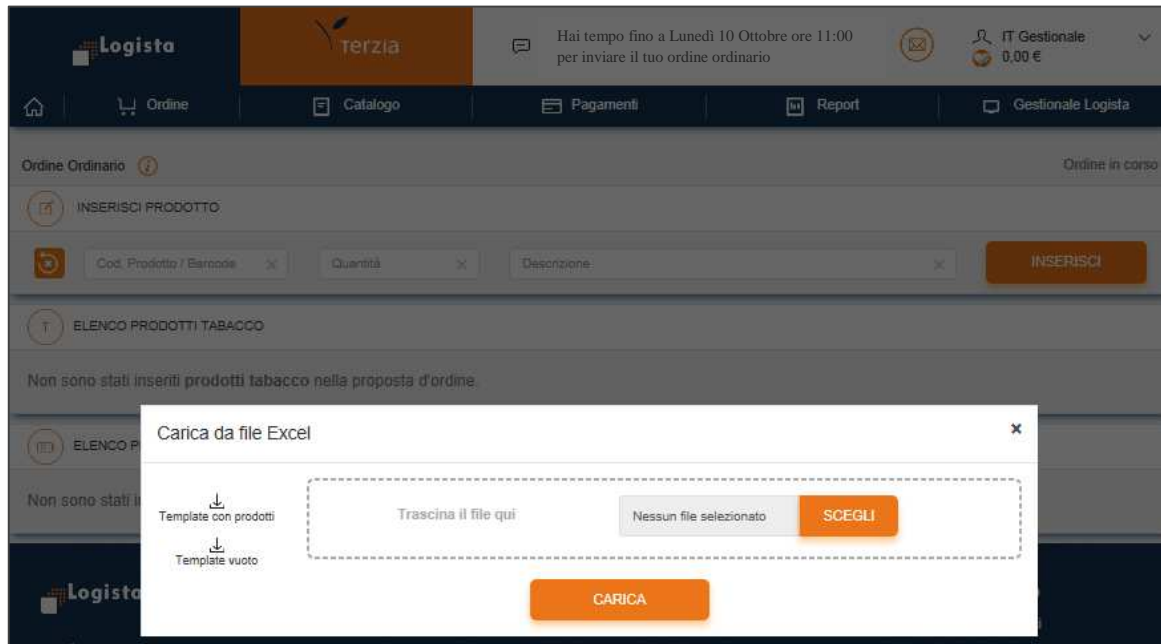 Logista
Terzia
Hai tempo fino a Lunedì 10 Ottobre ore 11:00
per inviare il tuo ordine ordinario
IT Gestionale
0,00 €
Ordine
Catalogo
Pagamenti
Report
Gestionale Logista
Ordine Ordinario
Ordine in corso
INSERISCI PRODOTTO
Cod. Prodotto / Barcode
Quantità
Descrizione
INSERISCI
T
ELENCO PRODOTTI TABACCO
Non sono stati inseriti prodotti tabacco nella proposta d'ordine.
ELENCO P
Non sono stati i
Carica da file Excel
Template con prodotti
Template vuoto
Trascina il file qui
Nessun file selezionato
SCEGLI
CARICA
Logista